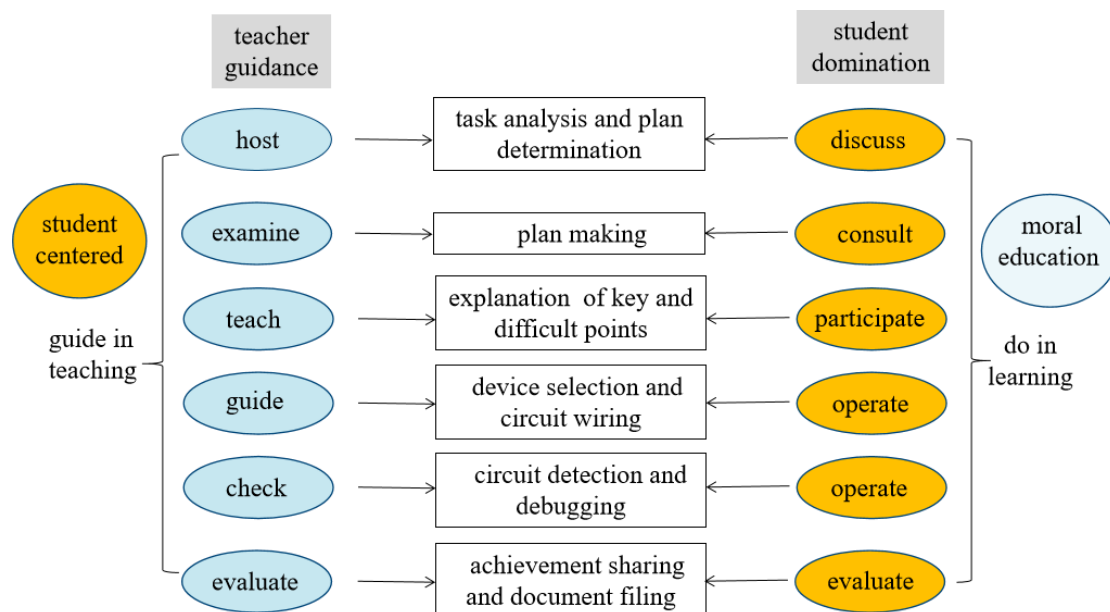 teacher
guidance
student
domination
host
task analysis and plan
determination
discuss
student
centered
examine
plan making
consult
moral
education
teach
explanation of key and
difficult points
participate
guide in
teaching
do in
learning
guide
device selection and
circuit wiring
operate
check
circuit detection and
debugging
operate
evaluate
achievement sharing
and document filing
evaluate